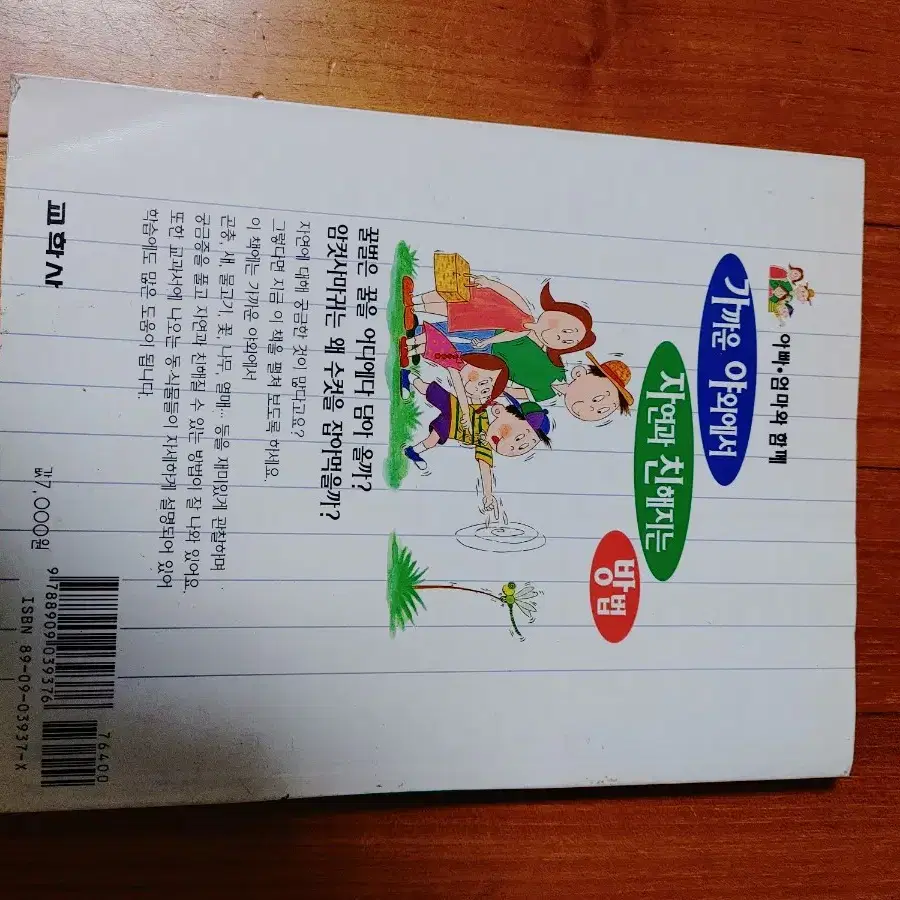 아빠•엄마와 함께
가까운 야외에서
자연과 친해지는
방법
꿀벌은 꿀을 어디에다 담아 올까?
암컷사마귀는 왜 수컷을 잡아먹을까?
자연에 대해 궁금한 것이 많다고요?
그렇다면 지금 이 책을 펼쳐 보도록 하세요.
이 책에는 가까운 야외에서
곤충, 새, 물고기, 꽃, 나무, 열매… 등을 재미있게 관찰하며
궁금증을 풀고 자연과 친해질 수 있는 방법이 잘 나와 있어요.
또한 교과서에 나오는 동·식물들이 자세하게 설명되어 있어
학습에도 많은 도움이 됩니다.
교학사
값7,000원
9 788909 039376
76400
ISBN 89-09-03937-X